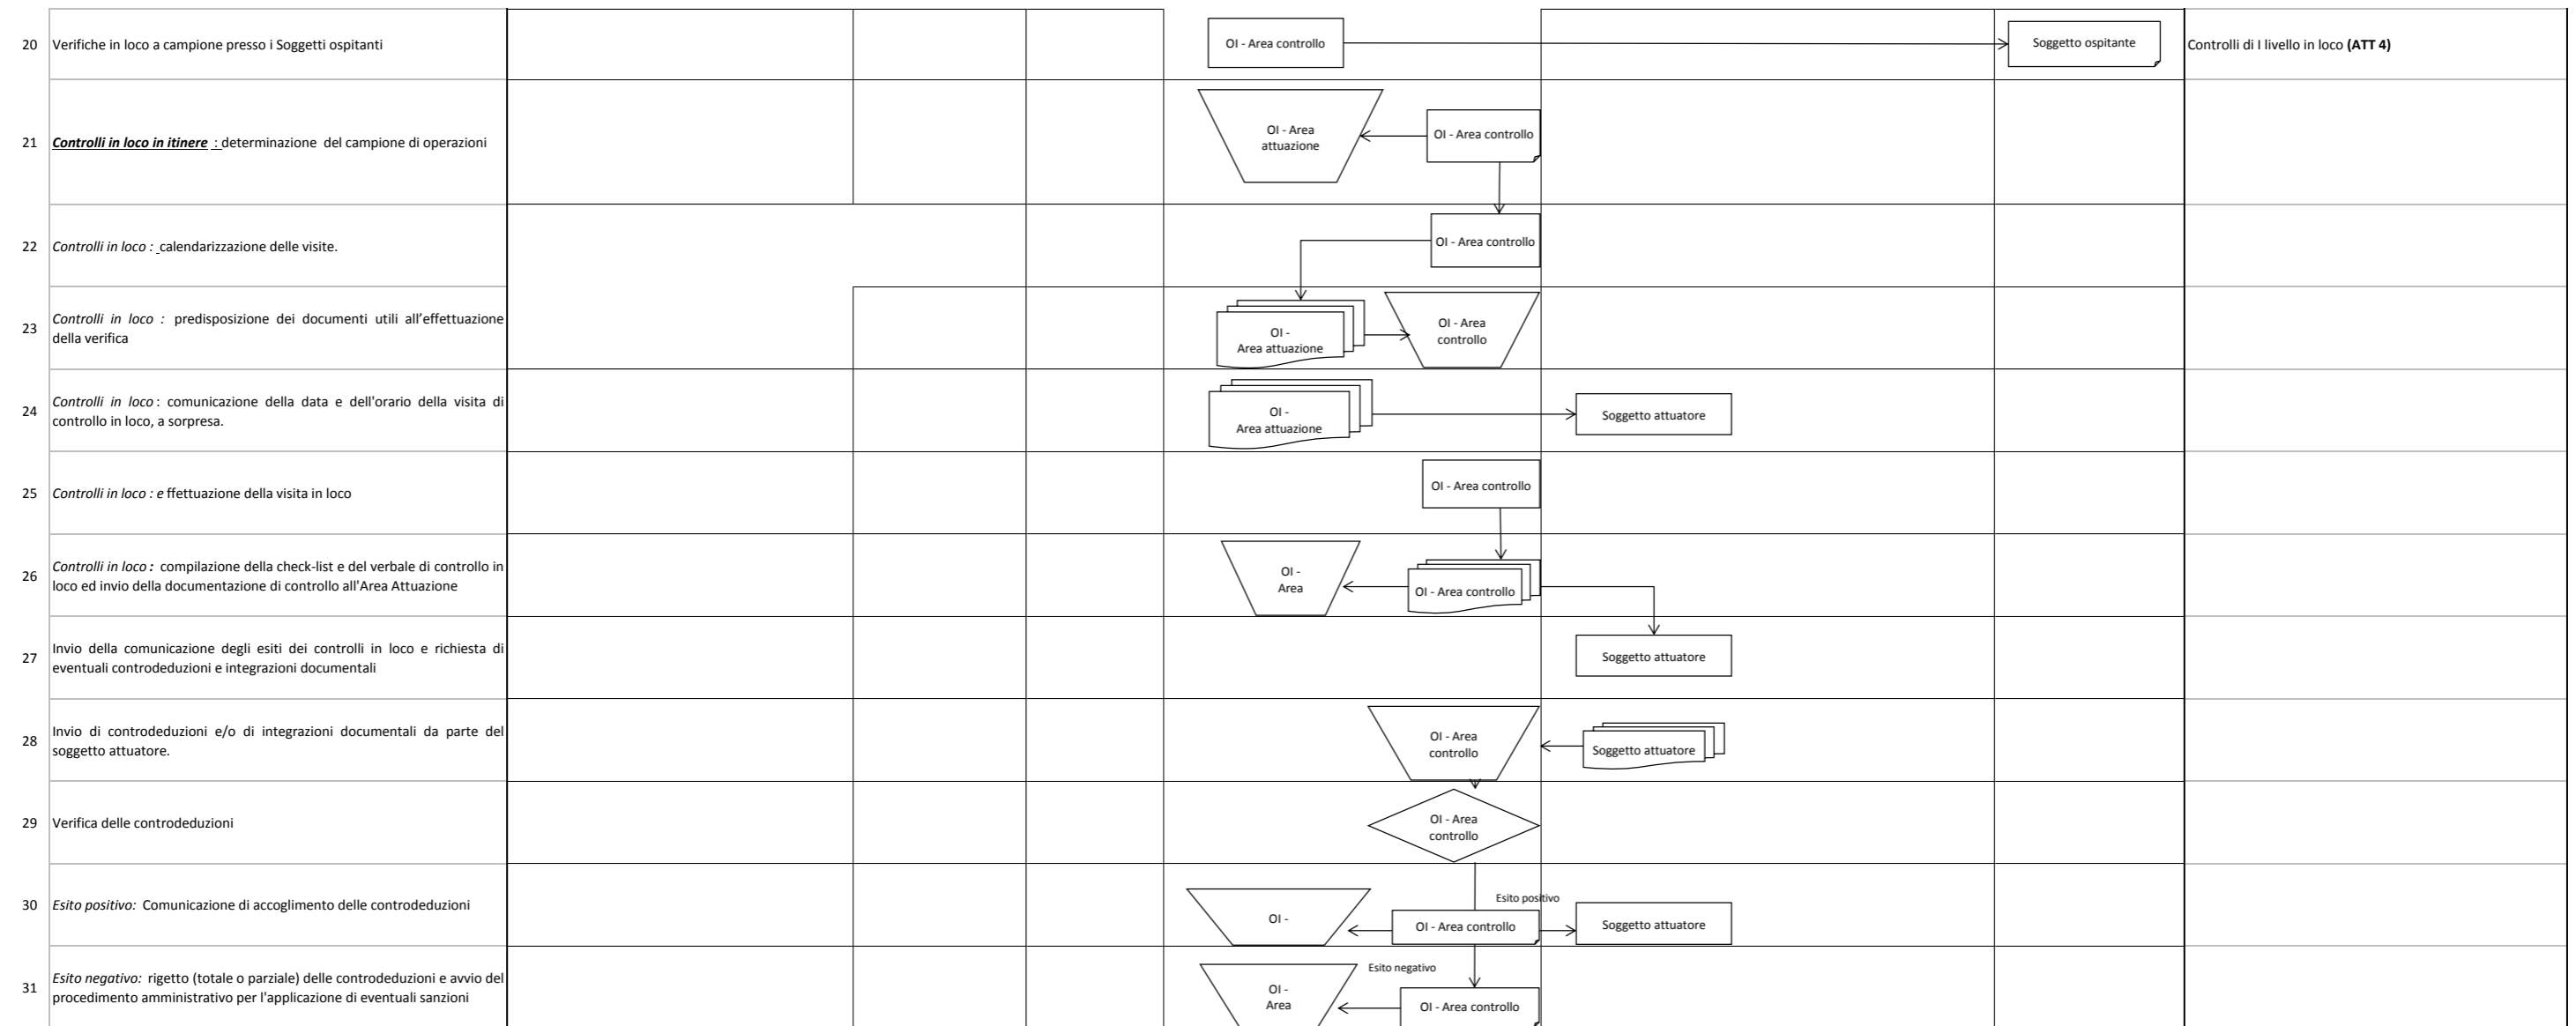 20 Verifiche in loco a campione presso i Soggetti ospitanti
OI - Area controllo
Soggetto ospitante
Controlli di I livello in loco (ATT 4)
21 Controlli in loco in itinere : determinazione del campione di operazioni
OI - Area
attuazione
OI - Area controllo
22 Controlli in loco : calendarizzazione delle visite.
OI - Area controllo
23 Controlli in loco : predisposizione dei documenti utili all'effettuazione
della verifica
OI -
Area attuazione
OI - Area
controllo
24 Controlli in loco : comunicazione della data e dell'orario della visita di
controllo in loco, a sorpresa.
OI -
Area attuazione
Soggetto attuatore
25 Controlli in loco : e ffettuazione della visita in loco
OI - Area controllo
26 Controlli in loco : compilazione della check-list e del verbale di controllo in
loco ed invio della documentazione di controllo all'Area Attuazione
OI -
Area
OI - Area controllo
27 Invio della comunicazione degli esiti dei controlli in loco e richiesta di
eventuali controdeduzioni e integrazioni documentali
Soggetto attuatore
28 Invio di controdeduzioni e/o di integrazioni documentali da parte del
soggetto attuatore.
OI - Area
controllo
Soggetto attuatore
29 Verifica delle controdeduzioni
OI - Area
controllo
30 Esito positivo: Comunicazione di accoglimento delle controdeduzioni
OI -
Esito positivo
OI - Area controllo
Soggetto attuatore
31 Esito negativo: rigetto (totale o parziale) delle controdeduzioni e avvio del
procedimento amministrativo per l'applicazione di eventuali sanzioni
OI -
Area
Esito negativo
OI - Area controllo